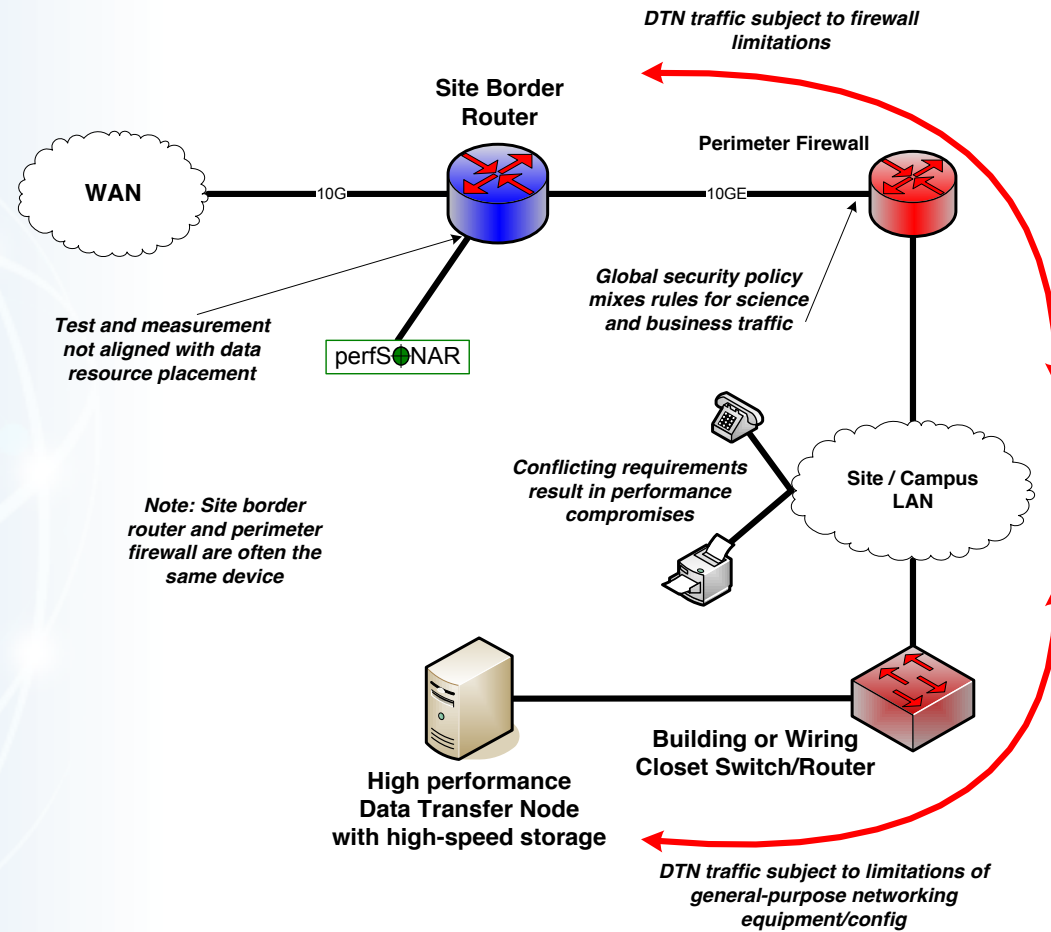 DTN traffic subject to firewall
limitations
Site Border
Router
Perimeter Firewall
WAN
10G
10GE
Global security policy
mixes rules for science
and business traffic
Test and measurement
not aligned with data
resource placement
perfSONAR
Conflicting requirements
result in performance
compromises
Site / Campus
LAN
Note: Site border
router and perimeter
firewall are often the
same device
Building or Wiring
Closet Switch/Router
High performance
Data Transfer Node
with high-speed storage
DTN traffic subject to limitations of
general-purpose networking
equipment/config